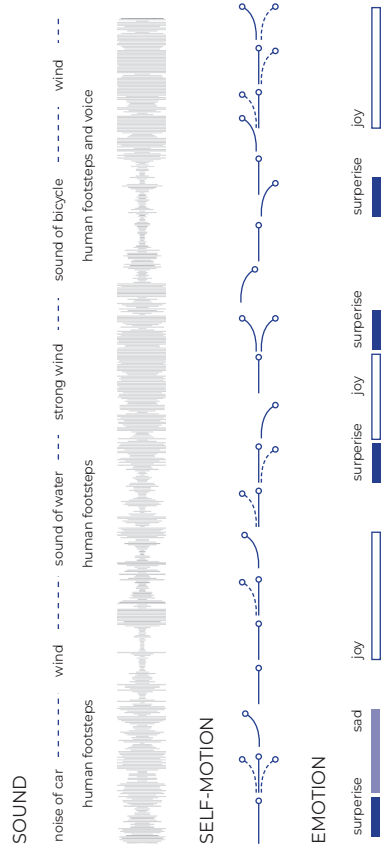 SOUND
noise of car
wind
sound of water
strong wind
sound of bicycle
wind
human footsteps
human footsteps
human footsteps and voice
SELF-MOTION
EMOTION
surperise
sad
joy
surperise
joy
surperise
surperise
joy